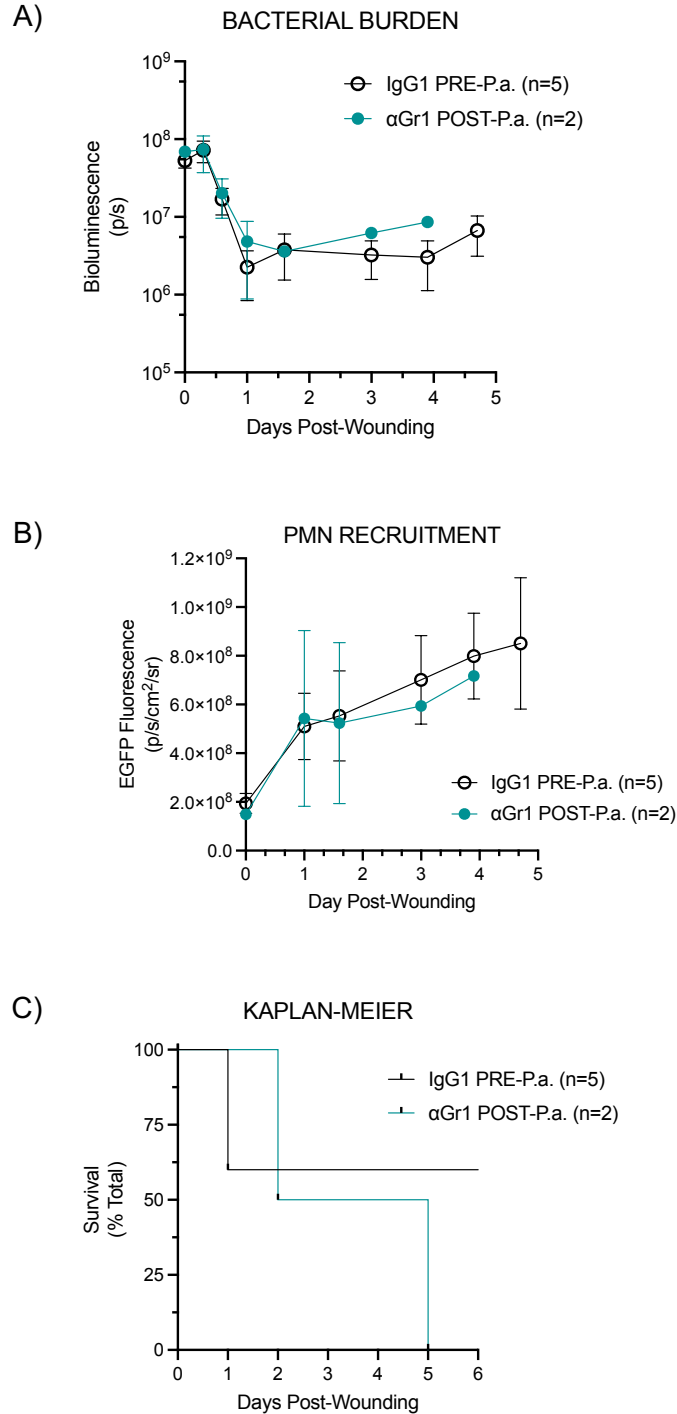 A)
BACTERIAL BURDEN
10⁹
10⁸
10⁷
10⁶
10⁵
Bioluminescence
(p/s)
IgG1 PRE-P.a. (n=5)
αGr1 POST-P.a. (n=2)
0 1 2 3 4 5
Days Post-Wounding
B)
PMN RECRUITMENT
1.2×10⁹
1.0×10⁹
8.0×10⁸
6.0×10⁸
4.0×10⁸
2.0×10⁸
0.0
EGFP Fluorescence
(p/s/cm²/sr)
IgG1 PRE-P.a. (n=5)
αGr1 POST-P.a. (n=2)
0 1 2 3 4 5
Day Post-Wounding
C)
KAPLAN-MEIER
100
75
50
25
0
Survival
(% Total)
IgG1 PRE-P.a. (n=5)
αGr1 POST-P.a. (n=2)
0 1 2 3 4 5 6
Days Post-Wounding